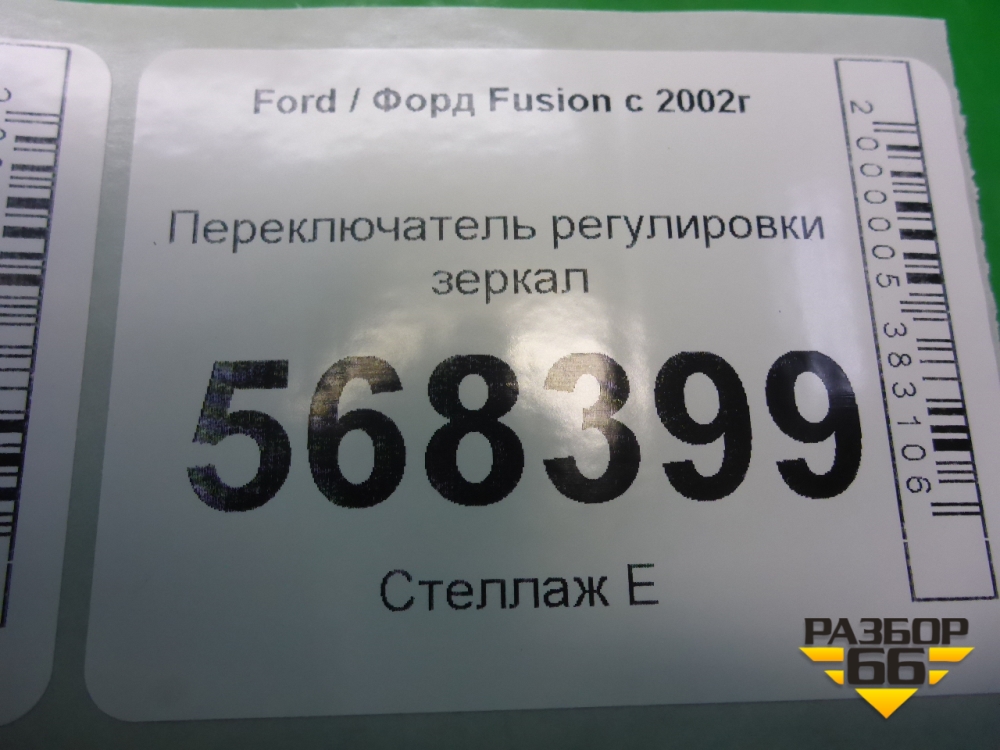 Ford / Форд Fusion с 2002г
Переключатель регулировки
зеркал
568399
Стеллаж Е
2000005383106
РАЗБОР
66